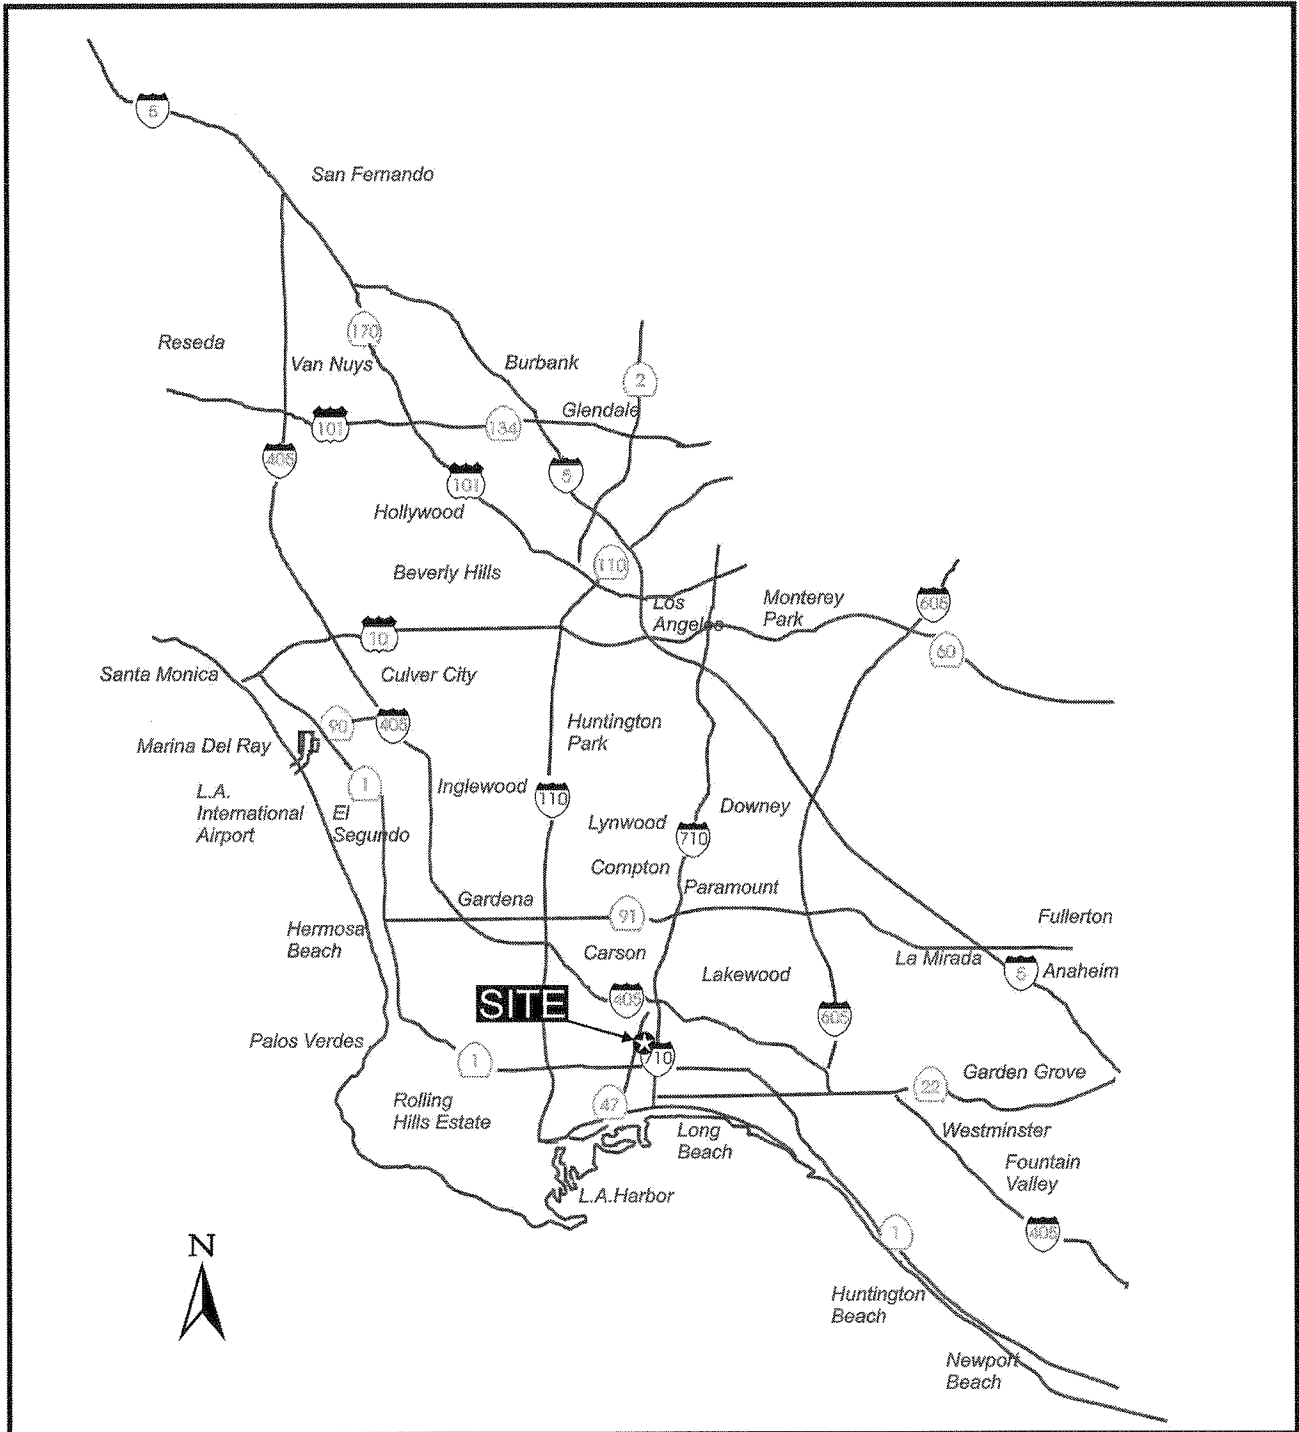 5
San Fernando
170
Reseda
Van Nuys
Burbank
2
Glendale
101
134
405
101
5
Hollywood
110
Beverly Hills
Los
Angeles
Monterey
Park
605
10
60
Santa Monica
Culver City
90
405
Huntington
Park
Marina Del Ray
1
Inglewood
110
L.A.
International
Airport
El
Segundo
Downey
Lynwood
710
Compton
Paramount
Gardena
91
Fullerton
Hermosa
Beach
Carson
La Mirada
Lakewood
5
Anaheim
SITE
405
605
Palos Verdes
1
710
Garden Grove
22
Rolling
Hills Estate
47
Long
Beach
Westminster
Fountain
Valley
L.A.Harbor
1
405
N
Huntington
Beach
Newport
Beach